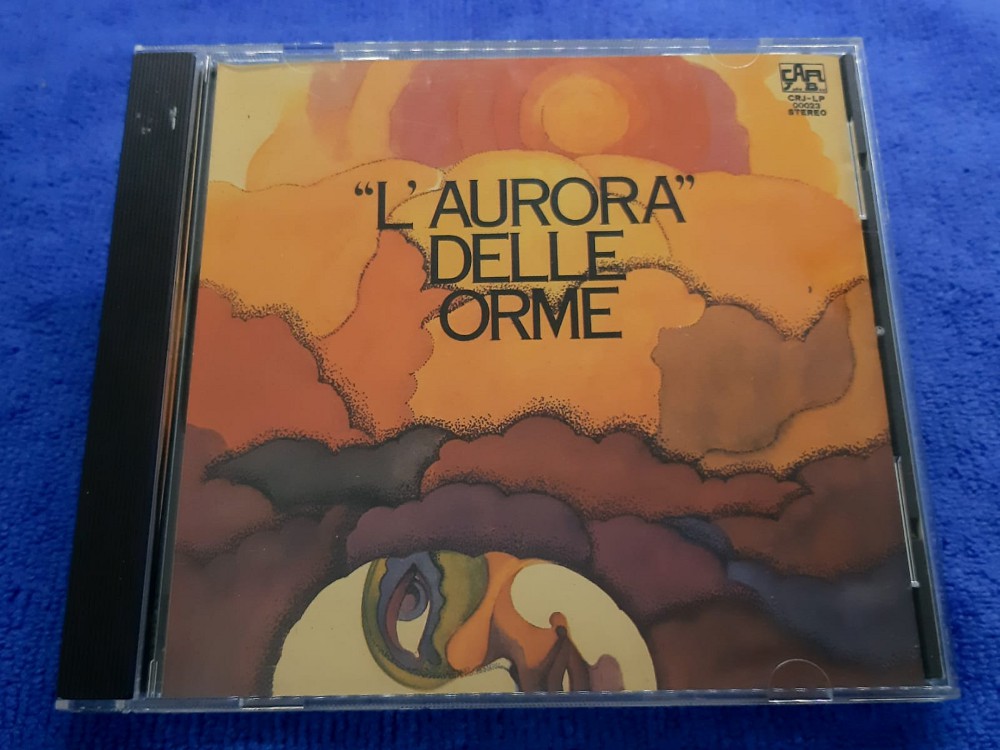 CRJ-LP
00023
STEREO
“L’AURORA”
DELLE
ORME